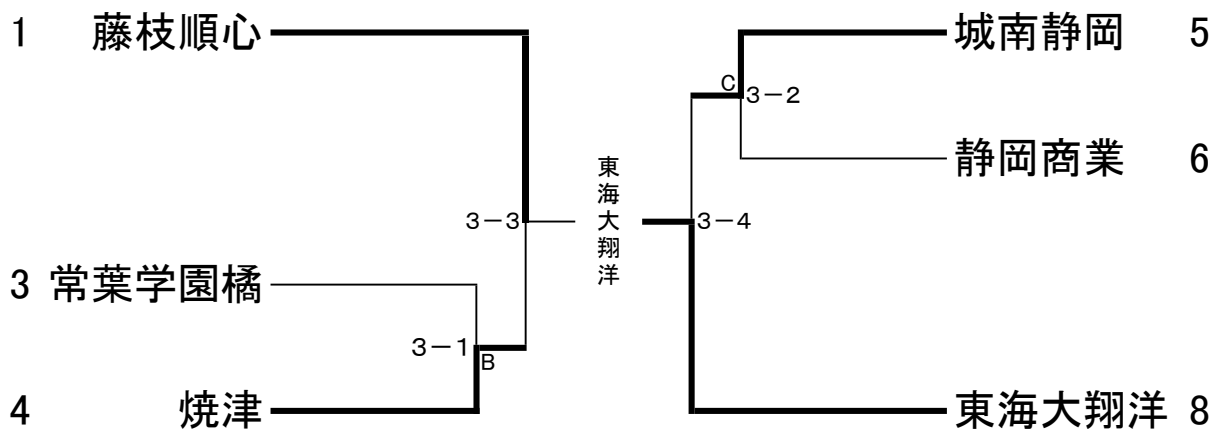 1 藤枝順心
3 常葉学園橘
4 焼津
3－3
3－1
B
東海大翔洋
C
3－2
3－4
城南静岡 5
静岡商業 6
東海大翔洋 8